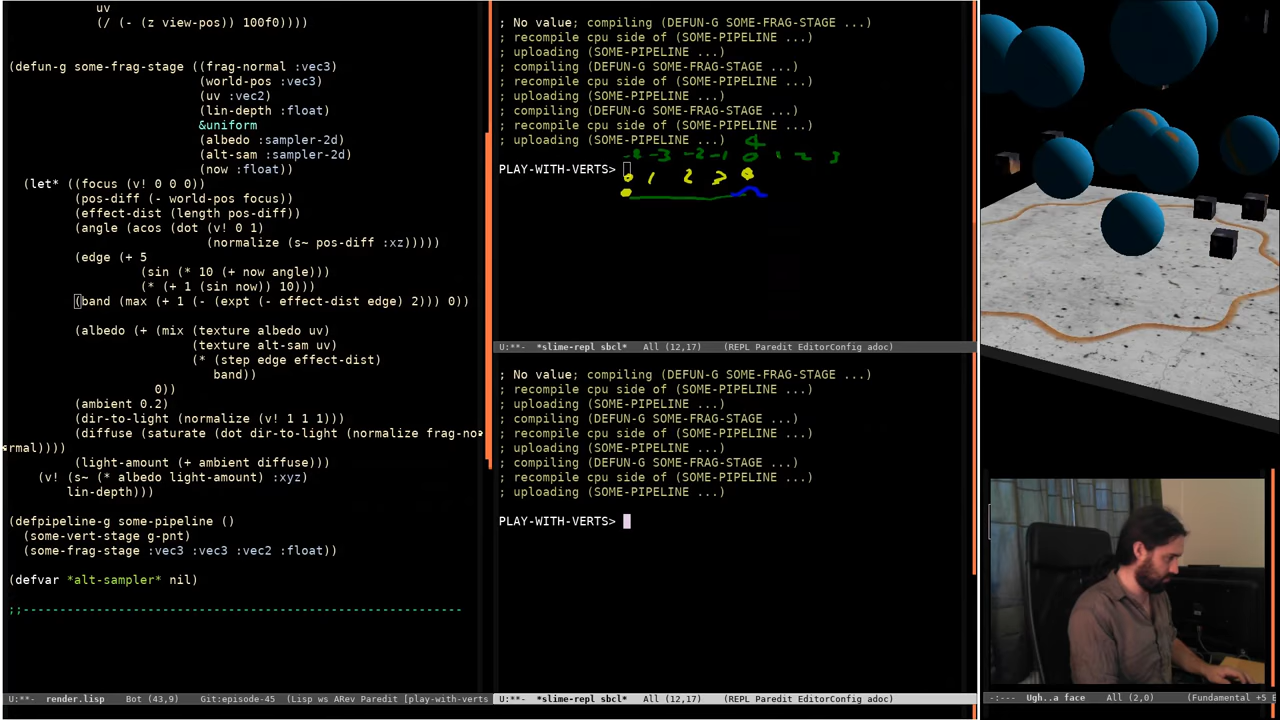 uv
(/ (- (z view-pos)) 100f0))))
(defun-g some-frag-stage ((frag-normal :vec3)
(world-pos :vec3)
(uv :vec2)
(lin-depth :float)
&uniform
(albedo :sampler-2d)
(alt-sam :sampler-2d)
(now :float))
(let* ((focus (v! 0 0 0))
(pos-diff (- world-pos focus))
(effect-dist (length pos-diff))
(angle (acos (dot (v! 0 1)
(normalize (s~ pos-diff :xz)))))
(edge (+ 5
(sin (* 10 (+ now angle)))
(* (+ 1 (sin now)) 10)))
(band (max (+ 1 (- (expt (- effect-dist edge) 2))) 0))
(albedo (+ (mix (texture albedo uv)
(texture alt-sam uv)
(* (step edge effect-dist)
band))
0))
(ambient 0.2)
(dir-to-light (normalize (v! 1 1 1)))
(diffuse (saturate (dot dir-to-light (normalize frag-no
rmal))))
(light-amount (+ ambient diffuse)))
(v! (s~ (* albedo light-amount) :xyz)
lin-depth)))
(defpipeline-g some-pipeline ()
(some-vert-stage g-pnt)
(some-frag-stage :vec3 :vec3 :vec2 :float))
(defvar *alt-sampler* nil)
;;----------------------------------------------------------
U:**- render.lisp Bot (43,9) Git:episode-45 (Lisp ws ARev Paredit [play-with-verts
; No value; compiling (DEFUN-G SOME-FRAG-STAGE ...)
; recompile cpu side of (SOME-PIPELINE ...)
; uploading (SOME-PIPELINE ...)
; compiling (DEFUN-G SOME-FRAG-STAGE ...)
; recompile cpu side of (SOME-PIPELINE ...)
; uploading (SOME-PIPELINE ...)
; compiling (DEFUN-G SOME-FRAG-STAGE ...)
; recompile cpu side of (SOME-PIPELINE ...)
; uploading (SOME-PIPELINE ...)
4
-4 -3 -2 -1 0 1 2 3
PLAY-WITH-VERTS>
0 1 2 3
U:**- *slime-repl sbcl* All (12,17) (REPL Paredit EditorConfig adoc)
; No value; compiling (DEFUN-G SOME-FRAG-STAGE ...)
; recompile cpu side of (SOME-PIPELINE ...)
; uploading (SOME-PIPELINE ...)
; compiling (DEFUN-G SOME-FRAG-STAGE ...)
; recompile cpu side of (SOME-PIPELINE ...)
; uploading (SOME-PIPELINE ...)
; compiling (DEFUN-G SOME-FRAG-STAGE ...)
; recompile cpu side of (SOME-PIPELINE ...)
; uploading (SOME-PIPELINE ...)
PLAY-WITH-VERTS>
U:**- *slime-repl sbcl* All (12,17) (REPL Paredit EditorConfig adoc)
-:--- Ugh..a face All (2,0) (Fundamental +5 E